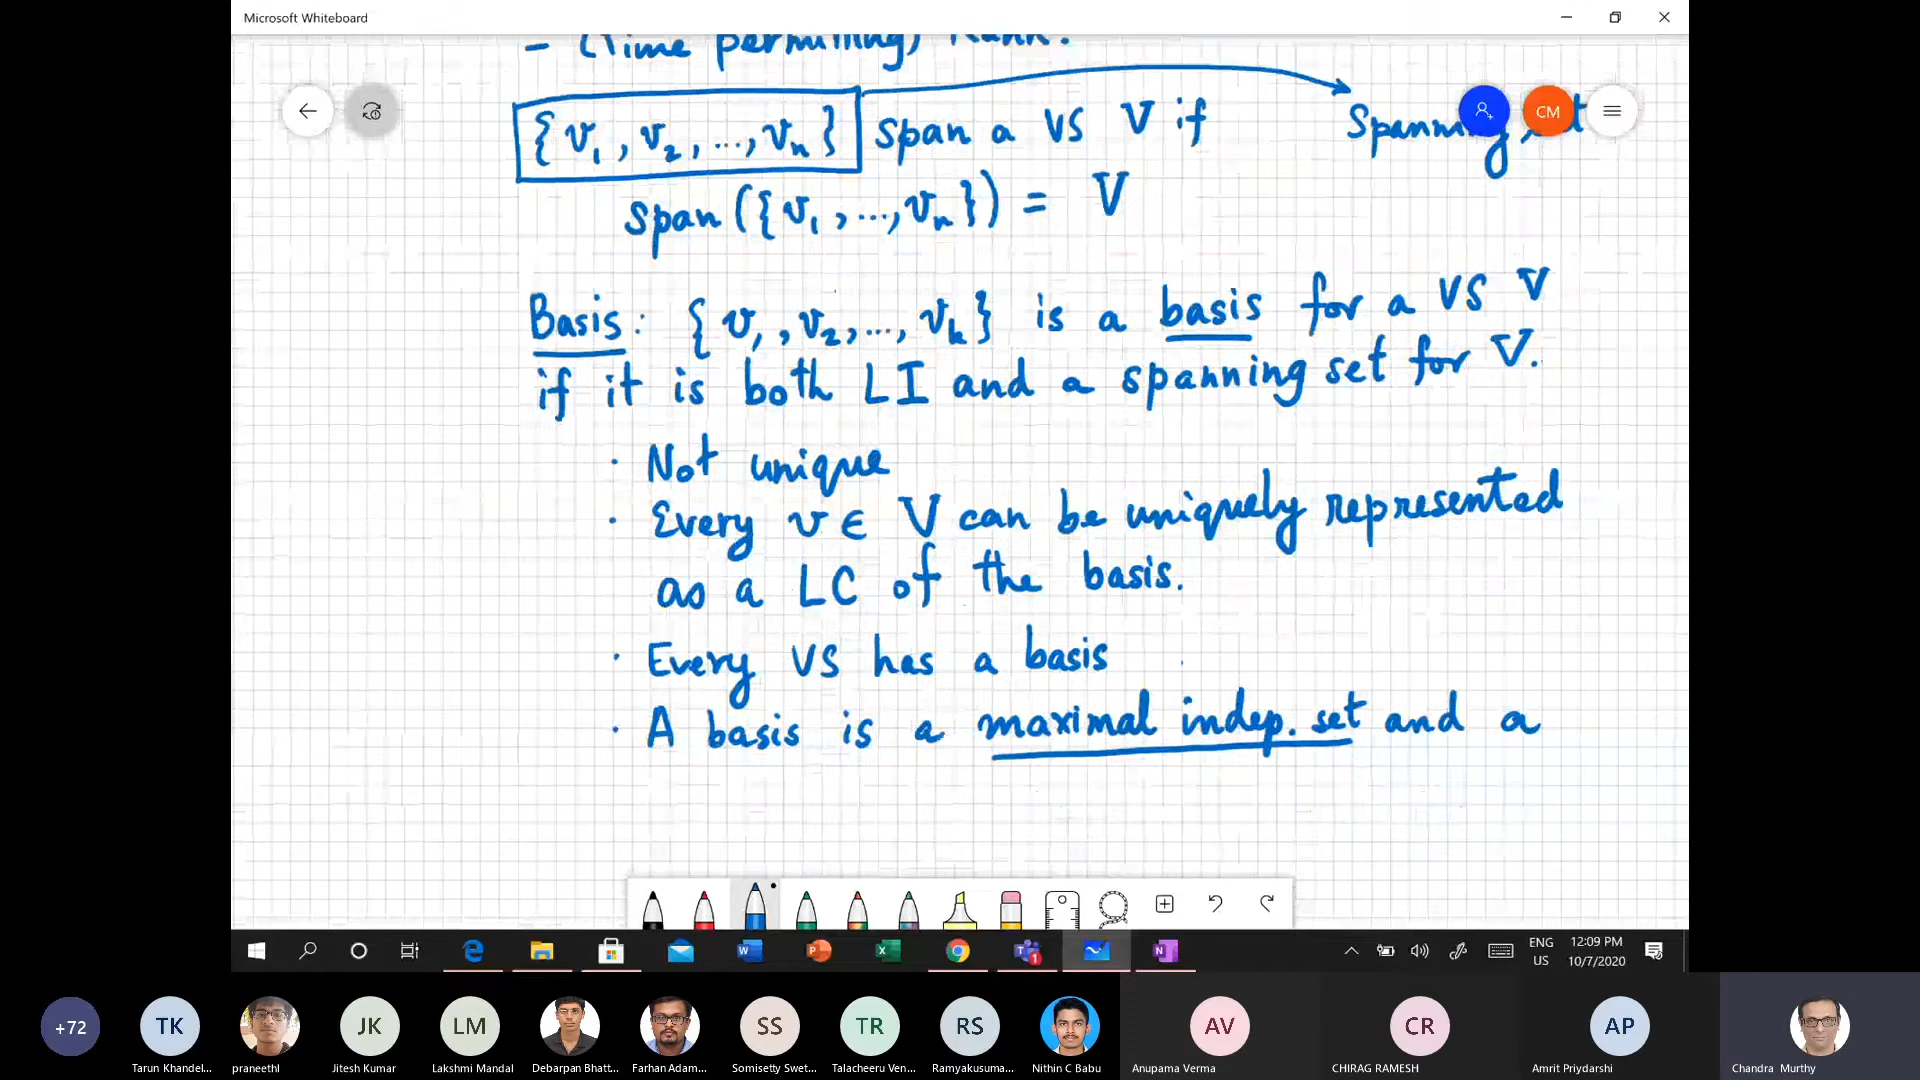 Microsoft Whiteboard
- (Time permitting) Rank.
{v₁, v₂, ..., vₙ} span a VS V if
Spanning
CM
span({v₁, ..., vₙ}) = V
Basis: {v₁, v₂, ..., vₖ} is a basis for a VS V
if it is both LI and a spanning set for V.
· Not unique
· Every v ∈ V can be uniquely represented
as a LC of the basis.
· Every VS has a basis
· A basis is a maximal indep. set and a
ENG
US
12:09 PM
10/7/2020
+72
TK
JK
LM
SS
TR
RS
AV
CR
AP
Tarun Khandel...
praneethl
Jitesh Kumar
Lakshmi Mandal
Debarpan Bhatt...
Farhan Adam...
Somisetty Swet...
Talacheeru Ven...
Ramyakusuma...
Nithin C Babu
Anupama Verma
CHIRAG RAMESH
Amrit Priydarshi
Chandra Murthy